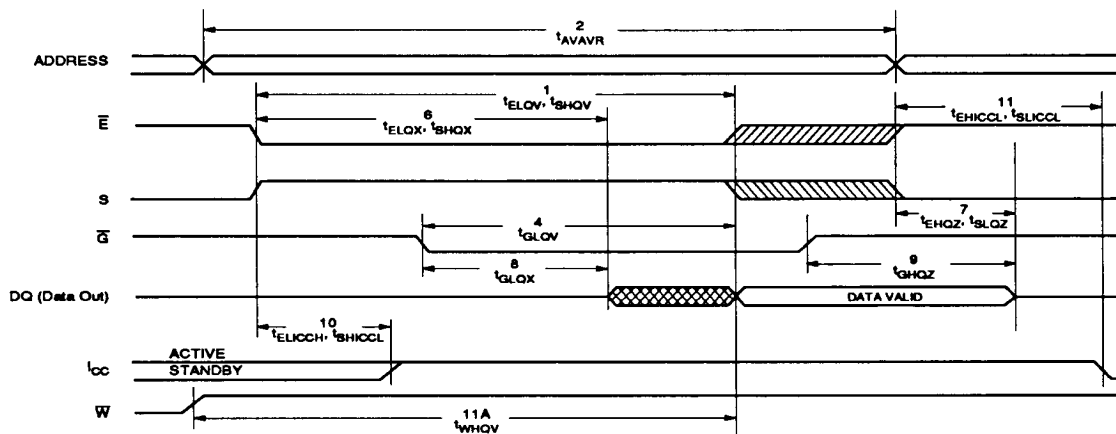 2
tAVAVR
ADDRESS
1
tELQV, tSHQV
11
tEHICCL, tSLICCL
6
tELQX, tSHQX
E
S
7
tEHQZ, tSLQZ
4
tGLQV
G
9
tGHQZ
8
tGLQX
DQ (Data Out)
DATA VALID
10
tELICCH, tSHICCL
ACTIVE
ICC
STANDBY
W
11A
tWHQV